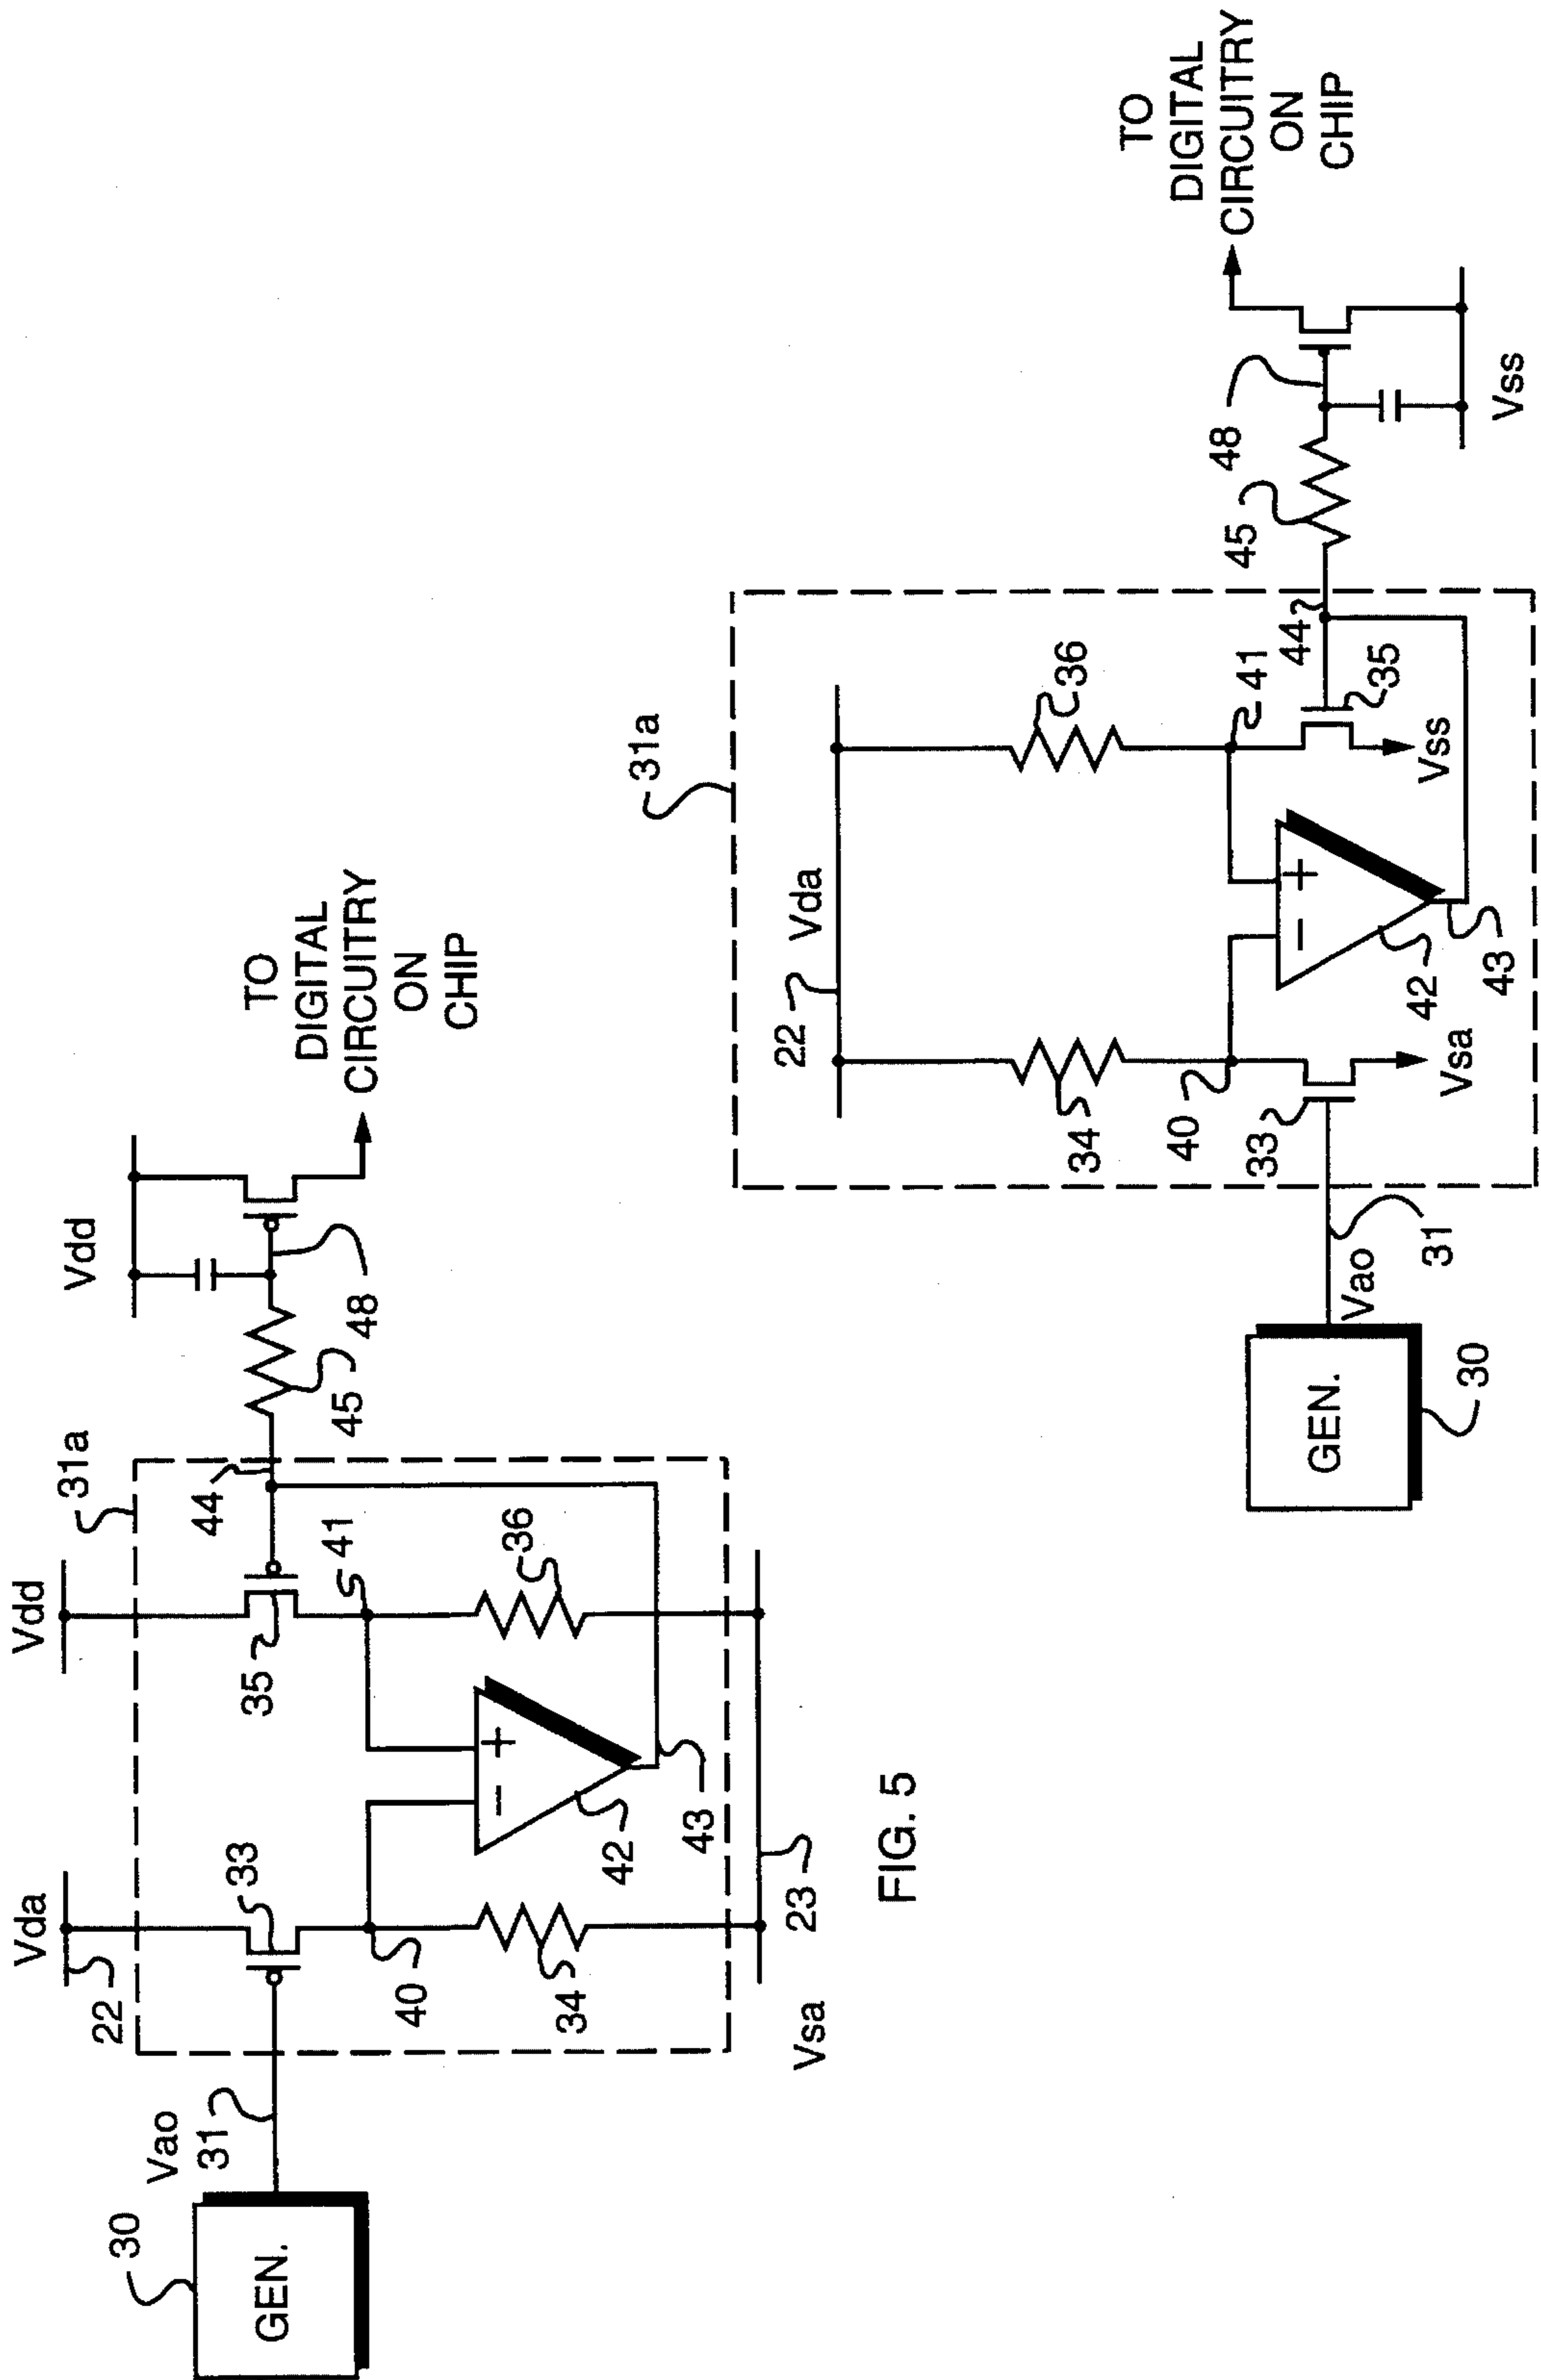 Vda
Vdd
22
31a
Vdd
30
Vao
31
33
35
44
GEN.
45
48
TO
DIGITAL
CIRCUITRY
ON
CHIP
40
41
34
36
42
43
23
Vsa
FIG. 5
31a
22
Vda
34
36
40
41
33
44
45
48
TO
DIGITAL
CIRCUITRY
ON
CHIP
GEN.
Vao
31
35
42
Vsa
Vss
43
30
Vss